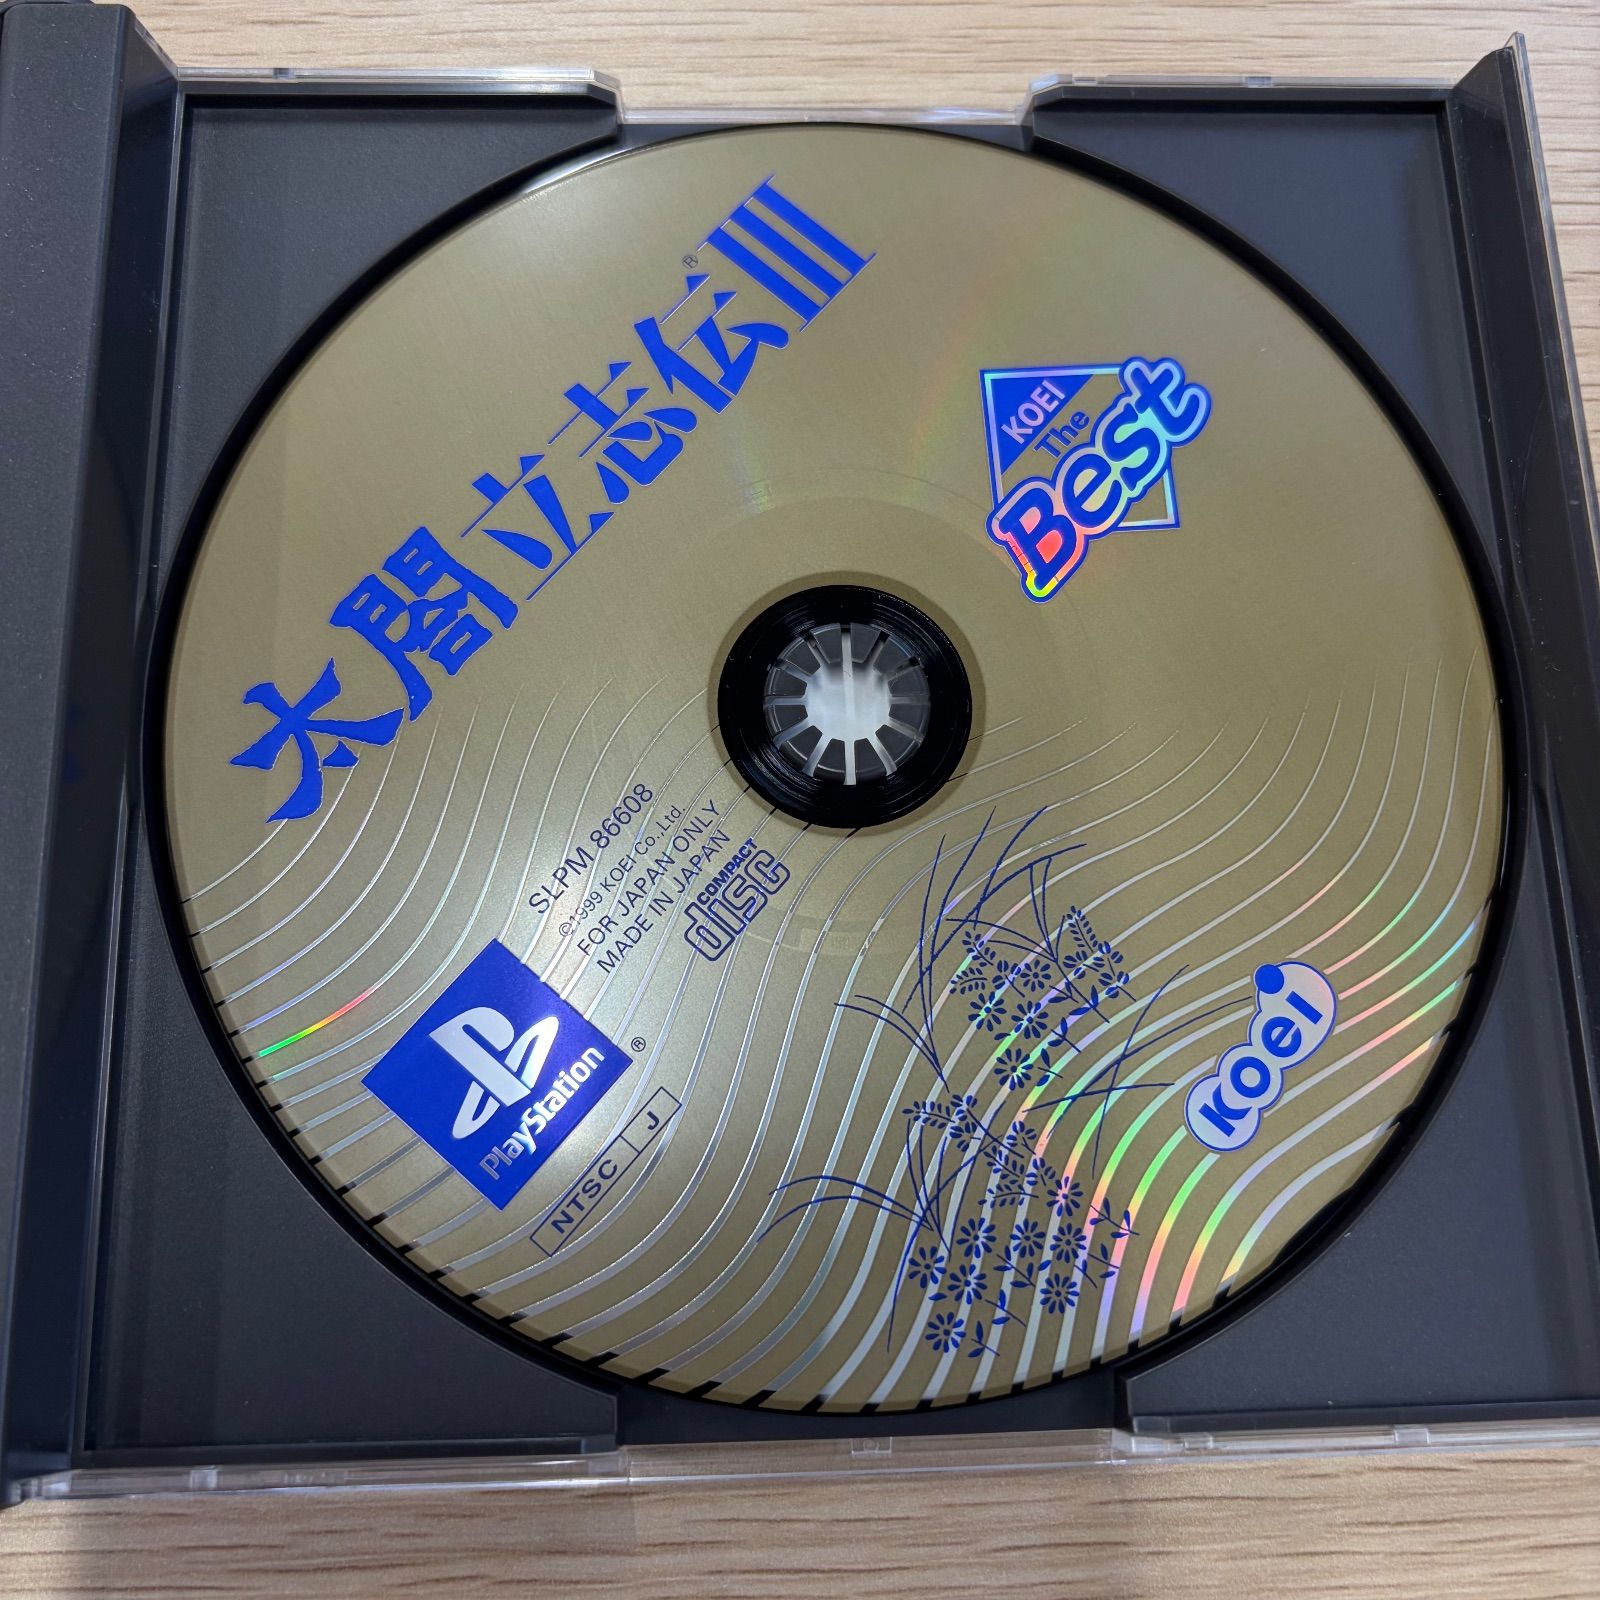 太閤立志伝III®
KOEI
The
Best
SLPM 86608
©1999 KOEI Co.,Ltd.
FOR JAPAN ONLY
MADE IN JAPAN
COMPACT
disc
PlayStation
®
NTSC J
KOEI